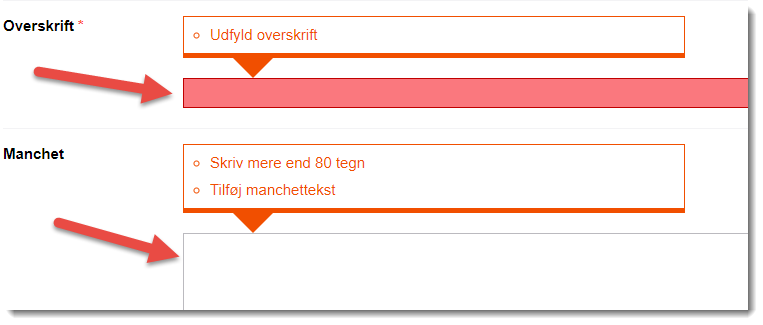 Overskrift *
Udfyld overskrift
Manchet
Skriv mere end 80 tegn
Tilføj manchettekst